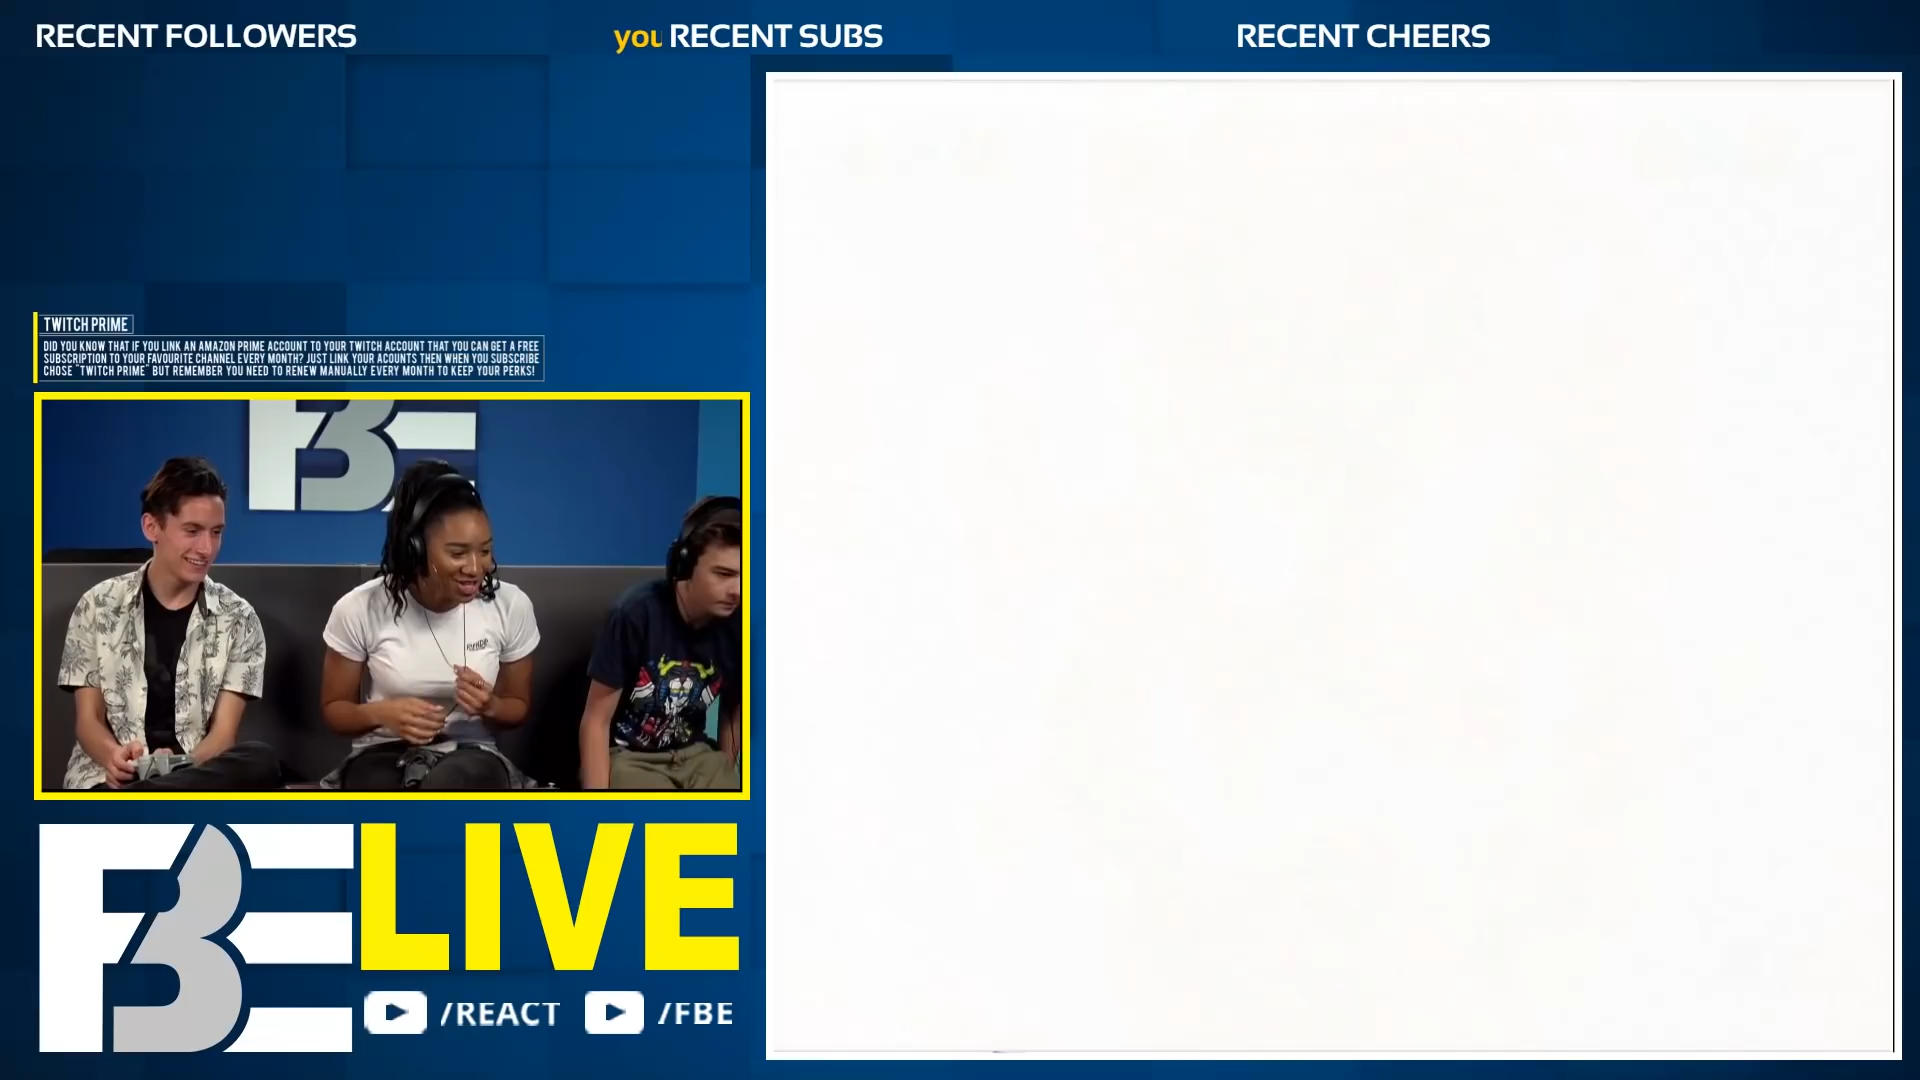 RECENT FOLLOWERS
you RECENT SUBS
RECENT CHEERS
TWITCH PRIME
DID YOU KNOW THAT IF YOU LINK AN AMAZON PRIME ACCOUNT TO YOUR TWITCH ACCOUNT THAT YOU CAN GET A FREE
SUBSCRIPTION TO YOUR FAVOURITE CHANNEL EVERY MONTH? JUST LINK YOUR ACOUNTS THEN WHEN YOU SUBSCRIBE
CHOSE "TWITCH PRIME" BUT REMEMBER YOU NEED TO RENEW MANUALLY EVERY MONTH TO KEEP YOUR PERKS!
FBE
FBE LIVE
/REACT /FBE